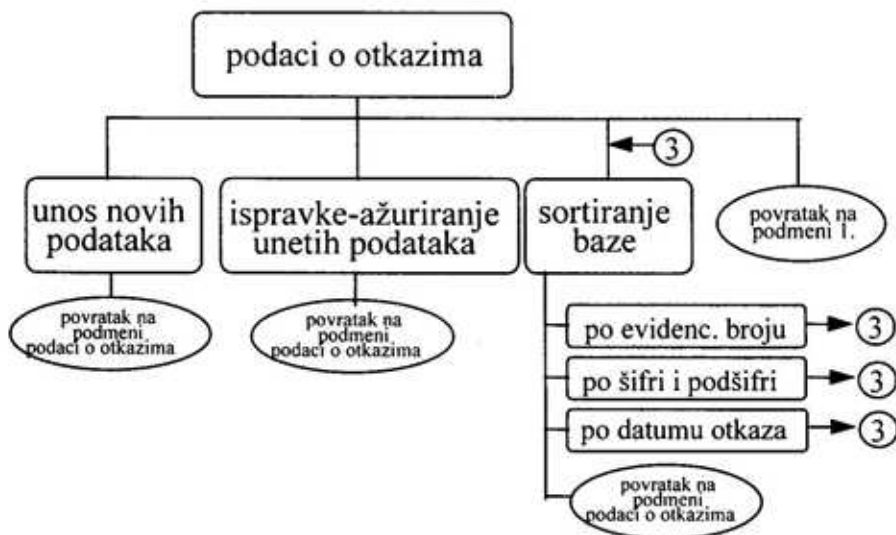 podaci o otkazima
3
unos novih
podataka
ispravke-ažuriranje
unetih podataka
sortiranje
baze
povratak na
podmeni 1.
povratak na
podmeni
podaci o otkazima
povratak na
podmeni
podaci o otkazima
po evidenc. broju
3
po šifri i podšifri
3
po datumu otkaza
3
povratak na
podmeni
podaci o otkazima